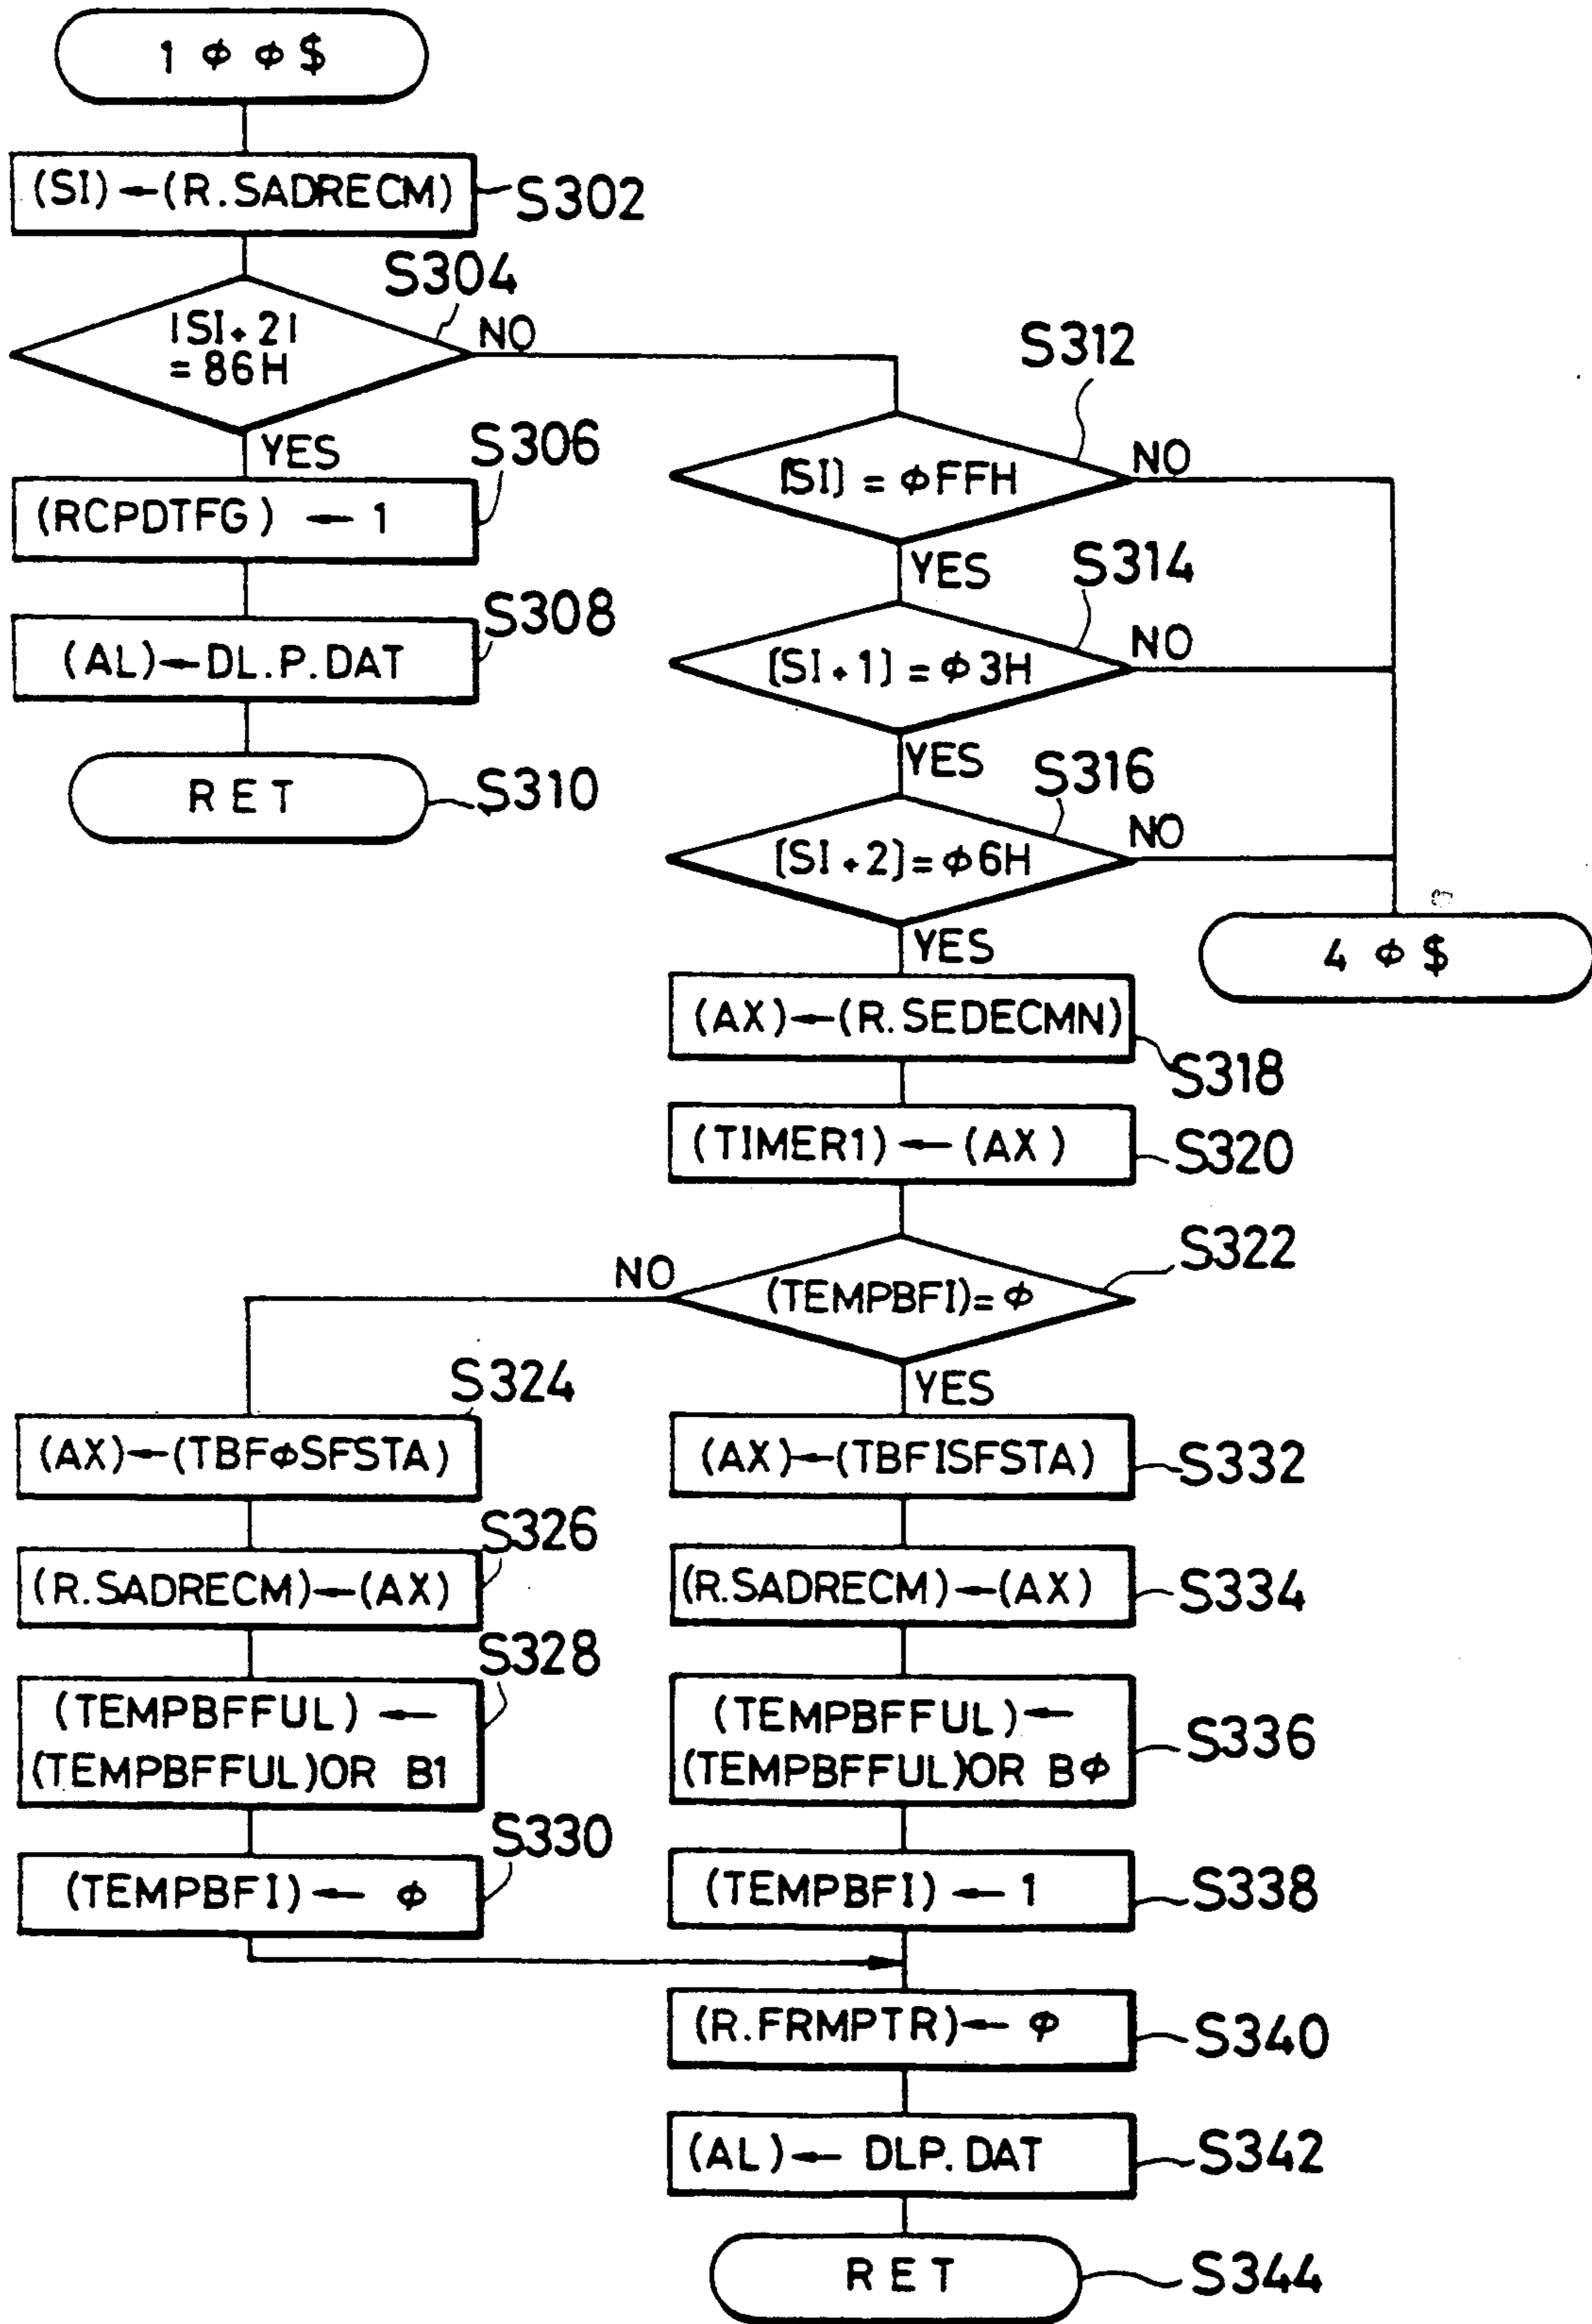 1 φ φ $
(SI)←(R.SADRECM)
S302
S304
|SI+2|
=86H
NO
YES
S306
(RCPDTFG) ← 1
S308
(AL)←DL.P.DAT
RET
S310
S312
[SI] = φFFH
NO
YES
S314
[SI+1] = φ3H
NO
YES
S316
[SI+2]=φ6H
NO
YES
4 φ $
(AX)←(R.SEDECMN)
S318
(TIMER1)←(AX)
S320
S322
(TEMPBFI)=φ
NO
YES
S324
(AX)←(TBFφSFSTA)
S326
(R.SADRECM)←(AX)
S328
(TEMPBFFUL) ←
(TEMPBFFUL)OR B1
S330
(TEMPBFI)← φ
(AX)←(TBFISFSTA)
S332
(R.SADRECM)←(AX)
S334
(TEMPBFFUL)←
(TEMPBFFUL)OR Bφ
S336
(TEMPBFI) ← 1
S338
(R.FRMPTR)← φ
S340
(AL)← DLP.DAT
S342
RET
S344